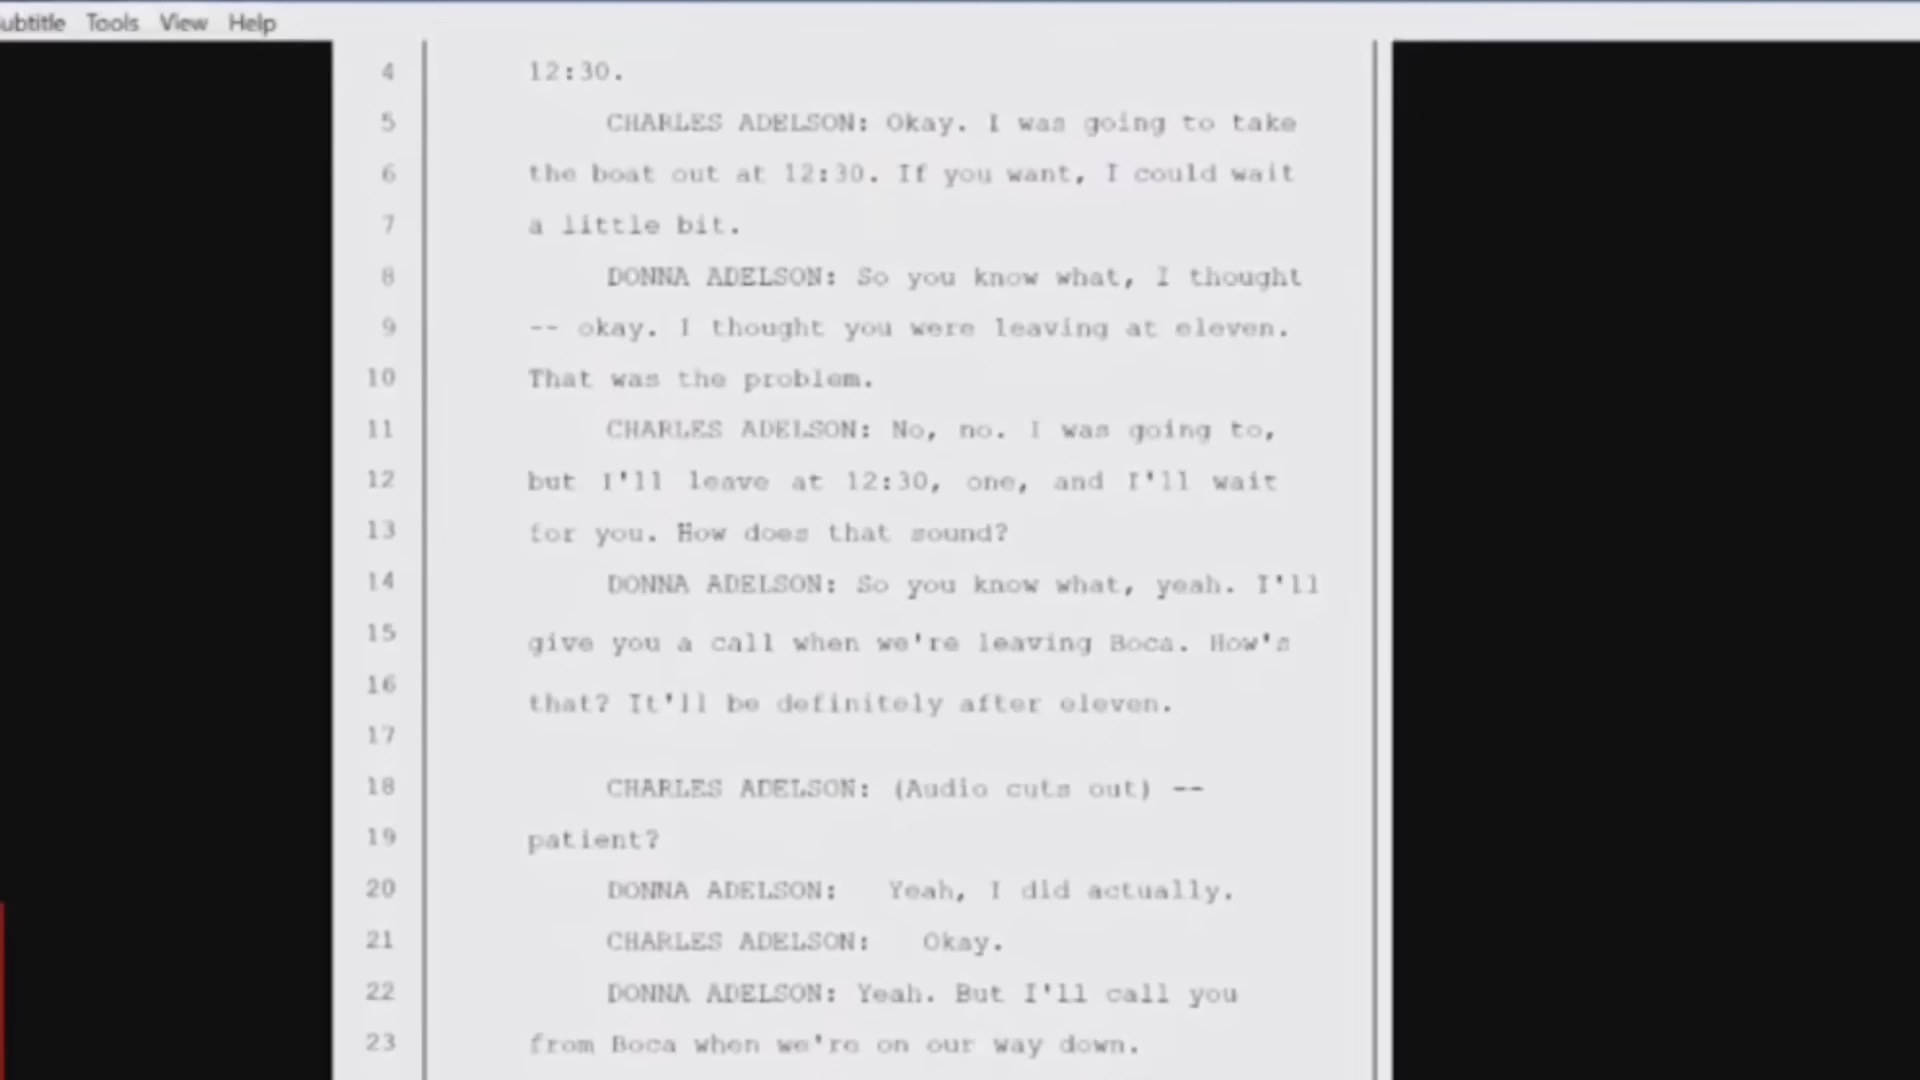 ubtitle Tools View Help
4 12:30.
5 CHARLES ADELSON: Okay. I was going to take
6 the boat out at 12:30. If you want, I could wait
7 a little bit.
8 DONNA ADELSON: So you know what, I thought
9 -- okay. I thought you were leaving at eleven.
10 That was the problem.
11 CHARLES ADELSON: No, no. I was going to,
12 but I'll leave at 12:30, one, and I'll wait
13 for you. How does that sound?
14 DONNA ADELSON: So you know what, yeah. I'll
15 give you a call when we're leaving Boca. How's
16 that? It'll be definitely after eleven.
17
18 CHARLES ADELSON: (Audio cuts out) --
19 patient?
20 DONNA ADELSON: Yeah, I did actually.
21 CHARLES ADELSON: Okay.
22 DONNA ADELSON: Yeah. But I'll call you
23 from Boca when we're on our way down.